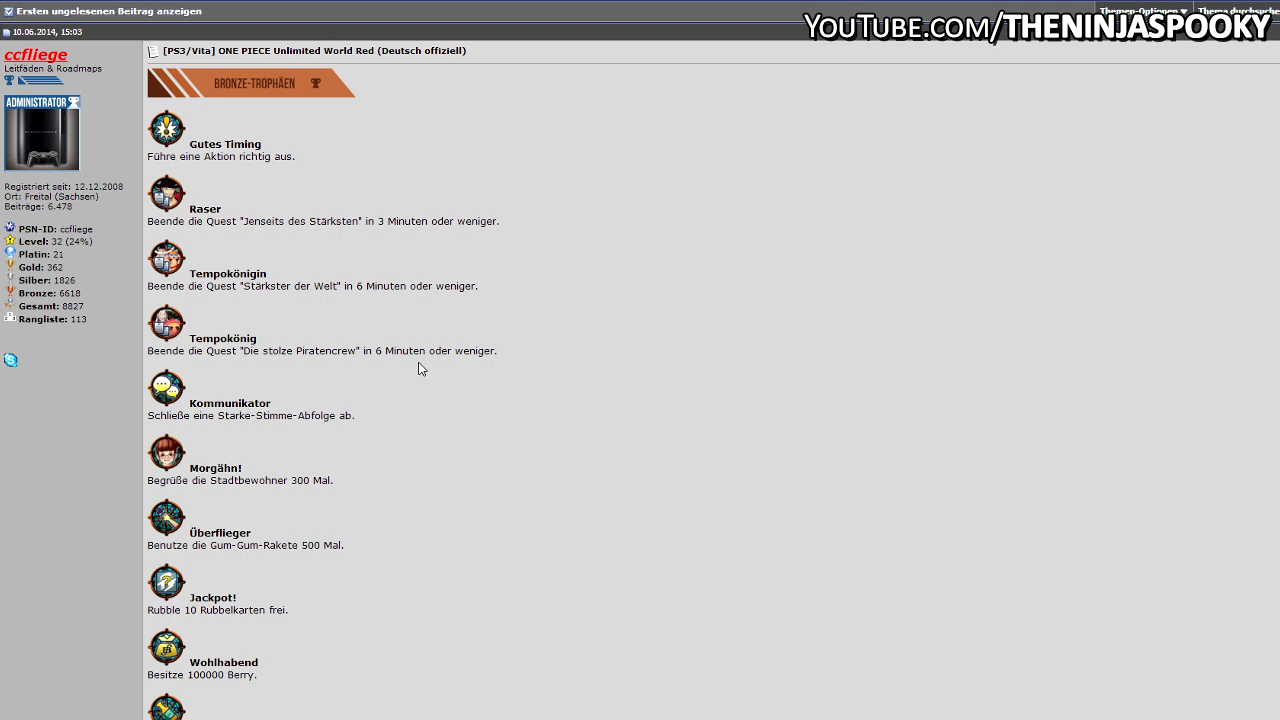 Ersten ungelesenen Beitrag anzeigen
Themen-Optionen
Thema durchsuche
YouTube.com/THENINJASPOOKY
10.06.2014, 15:03
ccfliege
Leitfäden & Roadmaps
ADMINISTRATOR
Registriert seit: 12.12.2008
Ort: Freital (Sachsen)
Beiträge: 6.478
PSN-ID: ccfliege
Level: 32 (24%)
Platin: 21
Gold: 362
Silber: 1826
Bronze: 6618
Gesamt: 8827
Rangliste: 113
[PS3/Vita] ONE PIECE Unlimited World Red (Deutsch offiziell)
BRONZE-TROPHÄEN
Gutes Timing
Führe eine Aktion richtig aus.
Raser
Beende die Quest "Jenseits des Stärksten" in 3 Minuten oder weniger.
Tempokönigin
Beende die Quest "Stärkster der Welt" in 6 Minuten oder weniger.
Tempokönig
Beende die Quest "Die stolze Piratencrew" in 6 Minuten oder weniger.
Kommunikator
Schließe eine Starke-Stimme-Abfolge ab.
Morgähn!
Begrüße die Stadtbewohner 300 Mal.
Überflieger
Benutze die Gum-Gum-Rakete 500 Mal.
Jackpot!
Rubble 10 Rubbelkarten frei.
Wohlhabend
Besitze 100000 Berry.